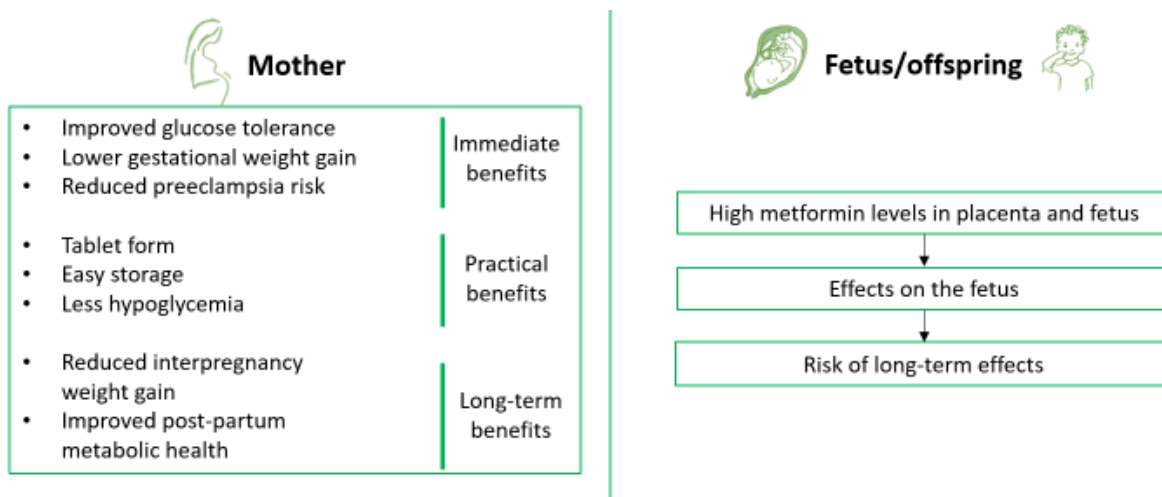 Mother
• Improved glucose tolerance
• Lower gestational weight gain
• Reduced preeclampsia risk
Immediate
benefits
• Tablet form
• Easy storage
• Less hypoglycemia
Practical
benefits
• Reduced interpregnancy
weight gain
• Improved post-partum
metabolic health
Long-term
benefits
Fetus/offspring
High metformin levels in placenta and fetus
Effects on the fetus
Risk of long-term effects